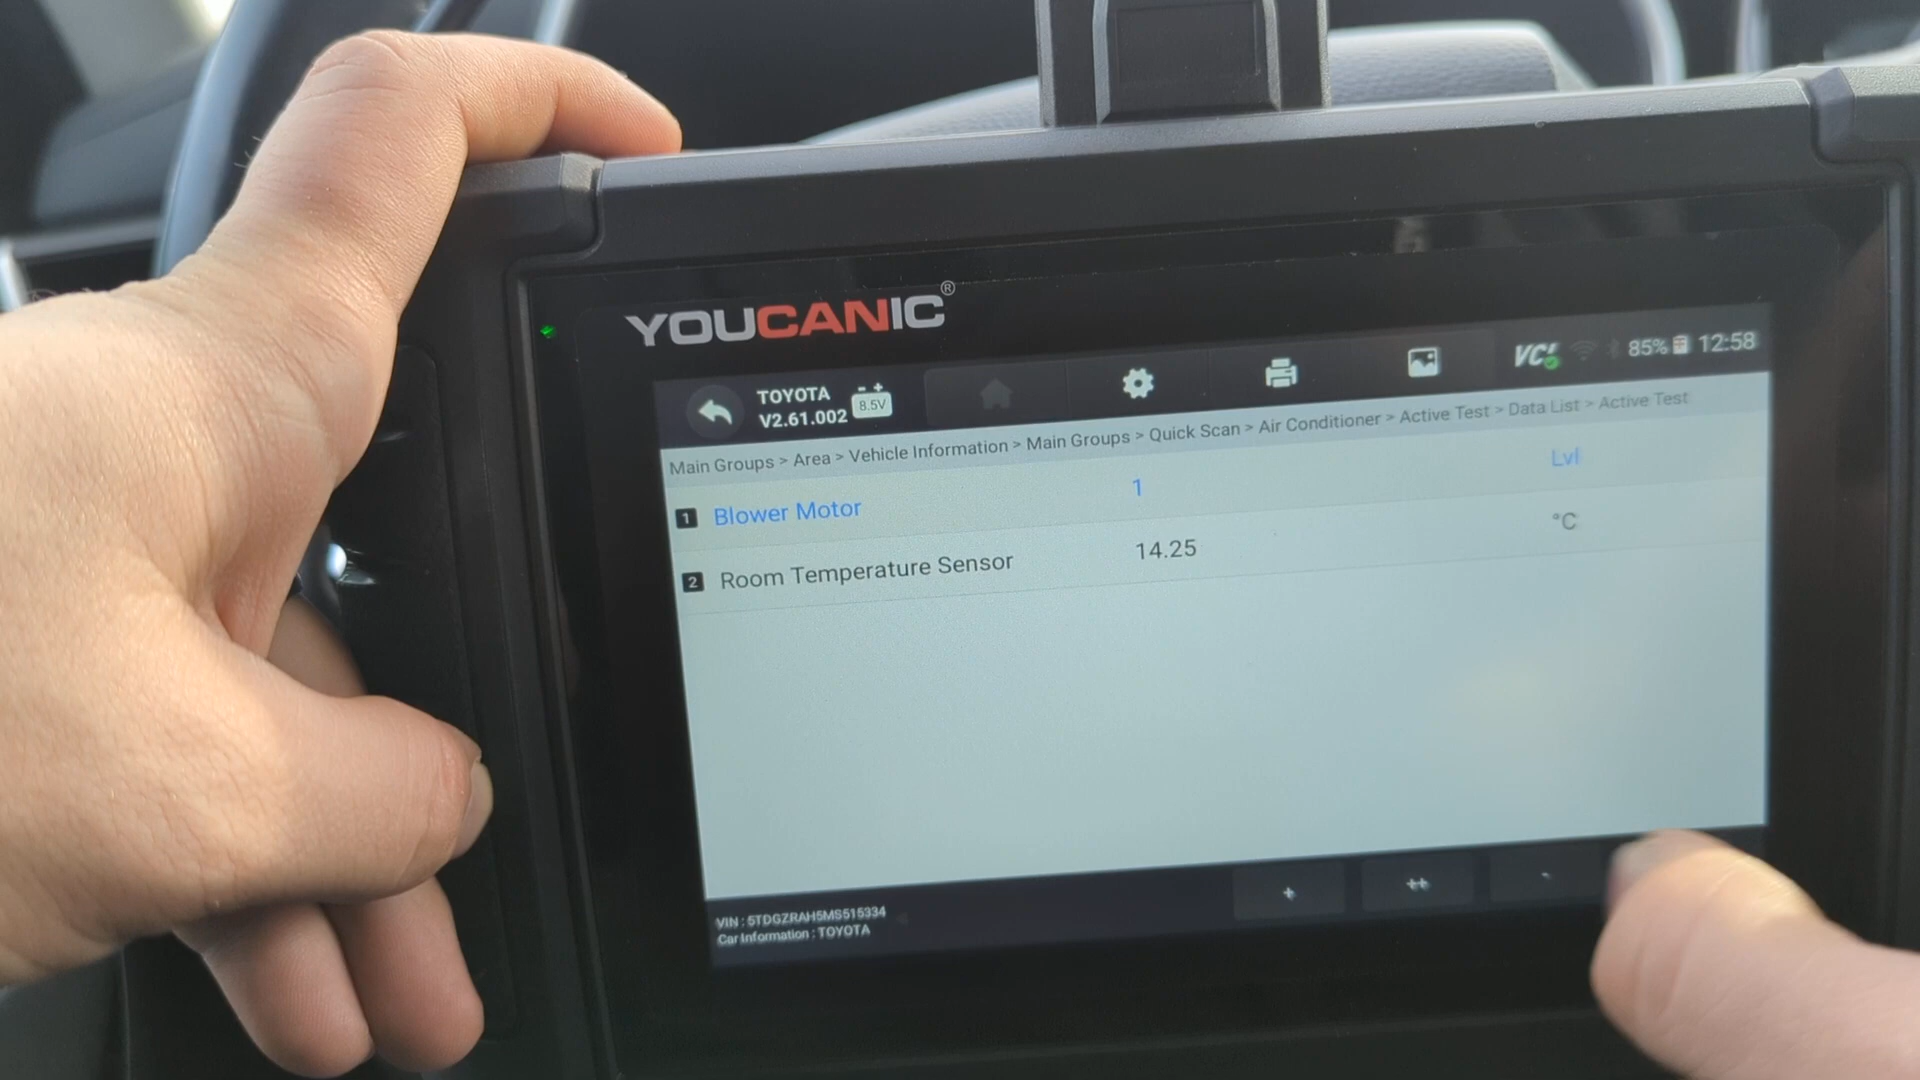 YOUCANIC®
TOYOTA
V2.61.002
8.5V
VCI
85%
12:58
Main Groups > Area > Vehicle Information > Main Groups > Quick Scan > Air Conditioner > Active Test > Data List > Active Test
1 Blower Motor 1 Lvl
2 Room Temperature Sensor 14.25 °C
+ ++ -
VIN : 5TDGZRAH5MS515334
Car Information : TOYOTA